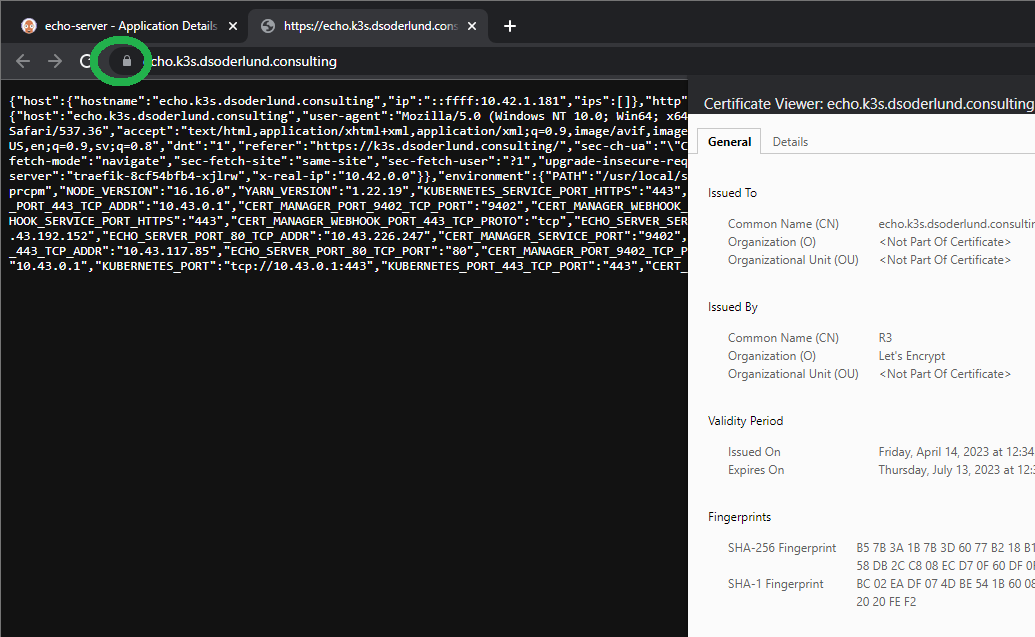 echo-server - Application Details
https://echo.k3s.dsoderlund.cons
echo.k3s.dsoderlund.consulting
{"host":{"hostname":"echo.k3s.dsoderlund.consulting","ip":"::ffff:10.42.1.181","ips":[]},"http"
{"host":"echo.k3s.dsoderlund.consulting","user-agent":"Mozilla/5.0 (Windows NT 10.0; Win64; x64
Safari/537.36","accept":"text/html,application/xhtml+xml,application/xml;q=0.9,image/avif,image
US,en;q=0.9,sv;q=0.8","dnt":"1","referer":"https://k3s.dsoderlund.consulting/","sec-ch-ua":"\"C
fetch-mode":"navigate","sec-fetch-site":"same-site","sec-fetch-user":"?1","upgrade-insecure-req
server":"traefik-8cf54bfb4-xjlrw","x-real-ip":"10.42.0.0"}},"environment":{"PATH":"/usr/local/s
prcpm","NODE_VERSION":"16.16.0","YARN_VERSION":"1.22.19","KUBERNETES_SERVICE_PORT_HTTPS":"443",
_PORT_443_TCP_ADDR":"10.43.0.1","CERT_MANAGER_PORT_9402_TCP_PORT":"9402","CERT_MANAGER_WEBHOOK_
HOOK_SERVICE_PORT_HTTPS":"443","CERT_MANAGER_WEBHOOK_PORT_443_TCP_PROTO":"tcp","ECHO_SERVER_SER
.43.192.152","ECHO_SERVER_PORT_80_TCP_ADDR":"10.43.226.247","CERT_MANAGER_SERVICE_PORT":"9402",
_443_TCP_ADDR":"10.43.117.85","ECHO_SERVER_PORT_80_TCP_PORT":"80","CERT_MANAGER_PORT_9402_TCP_P
"10.43.0.1","KUBERNETES_PORT":"tcp://10.43.0.1:443","KUBERNETES_PORT_443_TCP_PORT":"443","CERT_
Certificate Viewer: echo.k3s.dsoderlund.consulting
General Details
Issued To
Common Name (CN) echo.k3s.dsoderlund.consultin
Organization (O) <Not Part Of Certificate>
Organizational Unit (OU) <Not Part Of Certificate>
Issued By
Common Name (CN) R3
Organization (O) Let's Encrypt
Organizational Unit (OU) <Not Part Of Certificate>
Validity Period
Issued On Friday, April 14, 2023 at 12:34
Expires On Thursday, July 13, 2023 at 12:3
Fingerprints
SHA-256 Fingerprint B5 7B 3A 1B 7B 3D 60 77 B2 18 B1
58 DB 2C C8 08 EC D7 0F 60 DF 0
SHA-1 Fingerprint BC 02 EA DF 07 4D BE 54 1B 60 08
20 20 FE F2